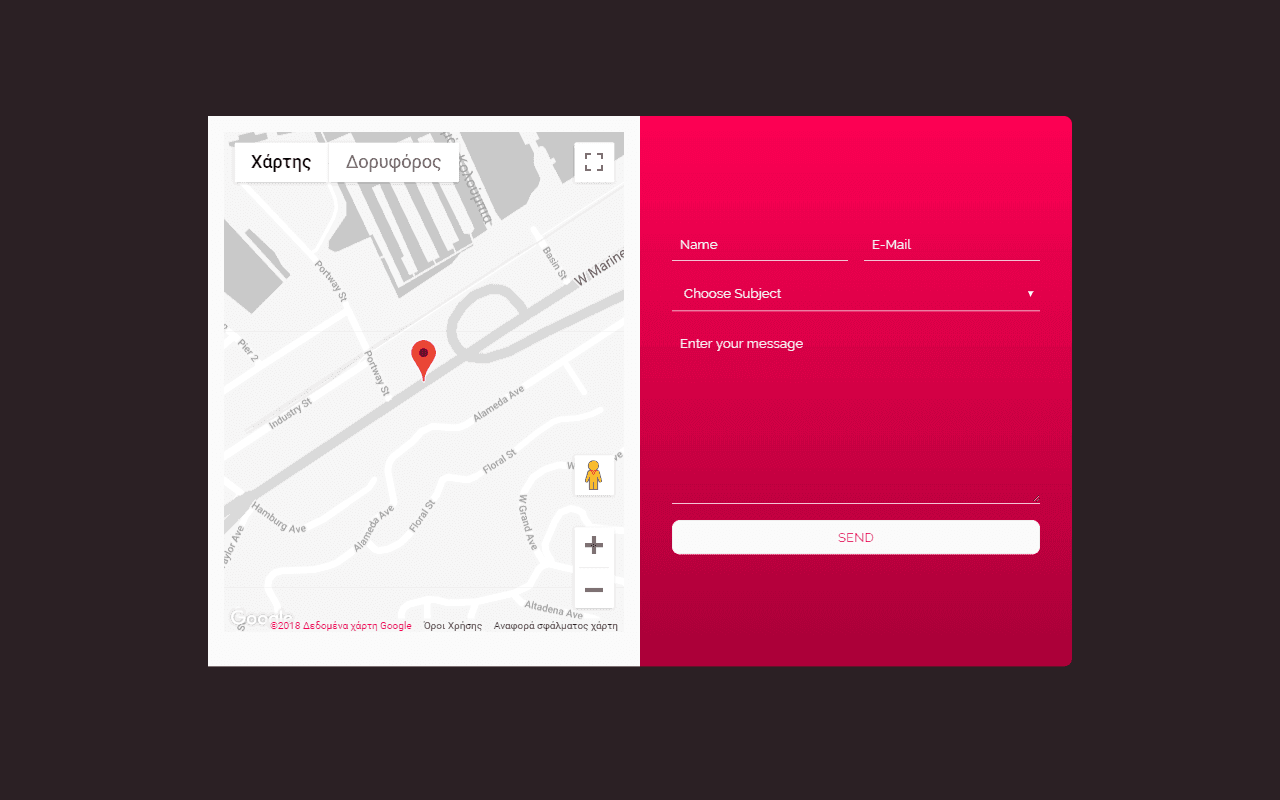 Χάρτης
Δορυφόρος
Basin St
W Marine
Portway St
Pier 2
Portway St
Industry St
Alameda Ave
Floral St
Hamburg Ave
Alameda Ave
Floral St
W Grand Ave
Altadena Ave
Google
©2018 Δεδομένα χάρτη Google
Όροι Χρήσης
Αναφορά σφάλματος χάρτη
Name
E-Mail
Choose Subject
Enter your message
SEND